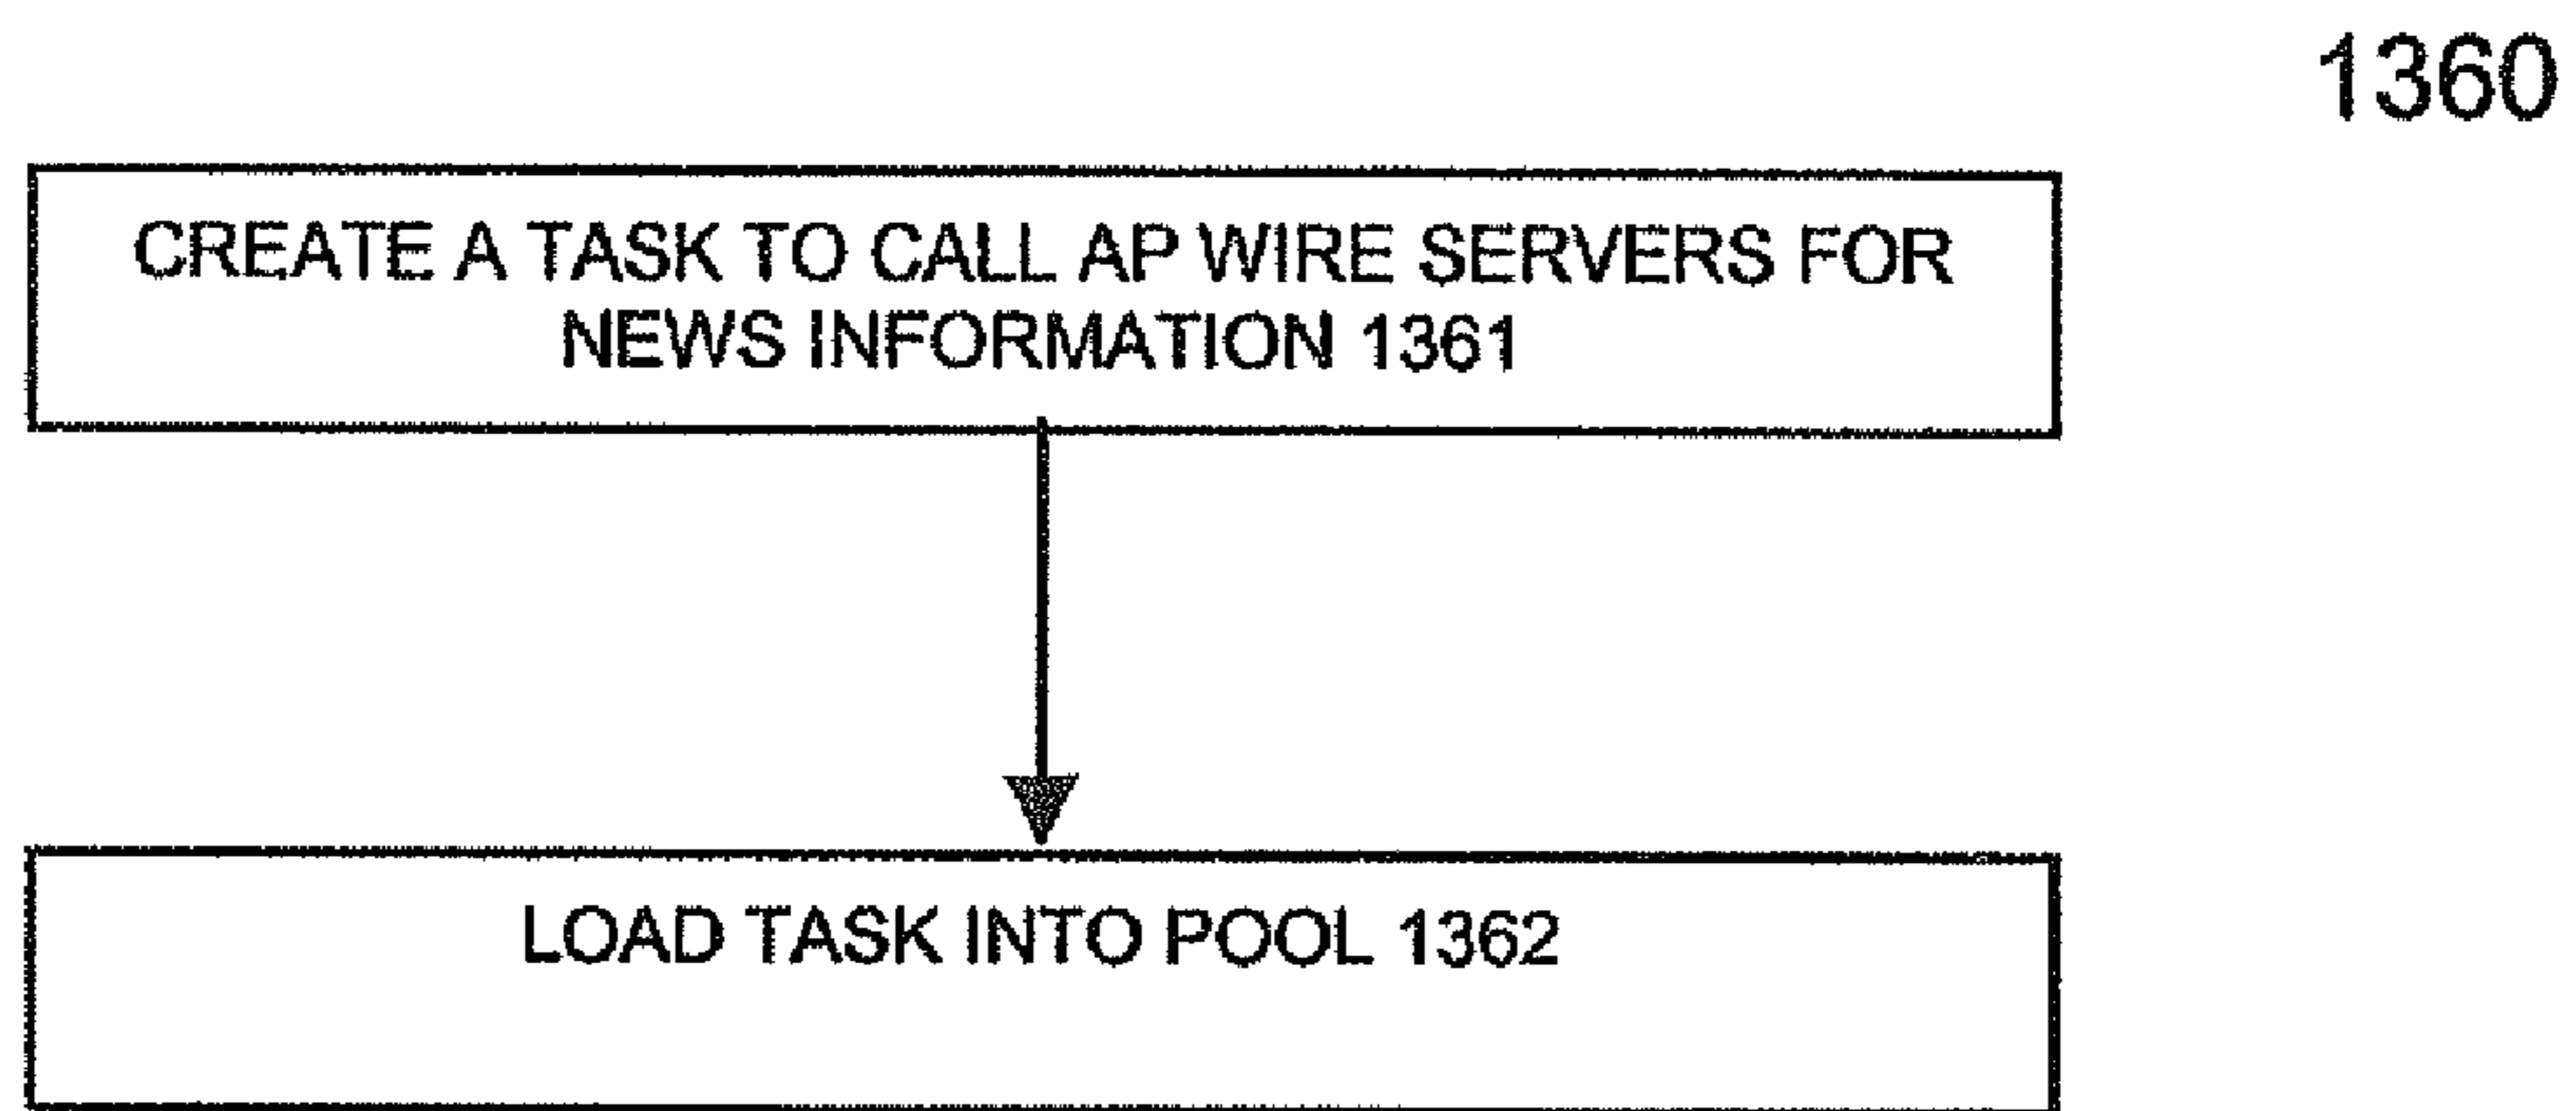 1360
CREATE A TASK TO CALL AP WIRE SERVERS FOR
NEWS INFORMATION 1361
LOAD TASK INTO POOL 1362